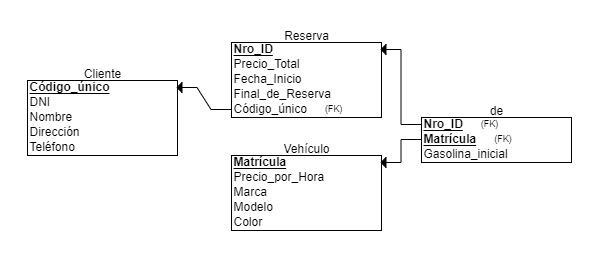 Cliente
Código_único
DNI
Nombre
Dirección
Teléfono
Reserva
Nro_ID
Precio_Total
Fecha_Inicio
Final_de_Reserva
Código_único (FK)
Vehículo
Matrícula
Precio_por_Hora
Marca
Modelo
Color
de
Nro_ID (FK)
Matrícula (FK)
Gasolina_inicial